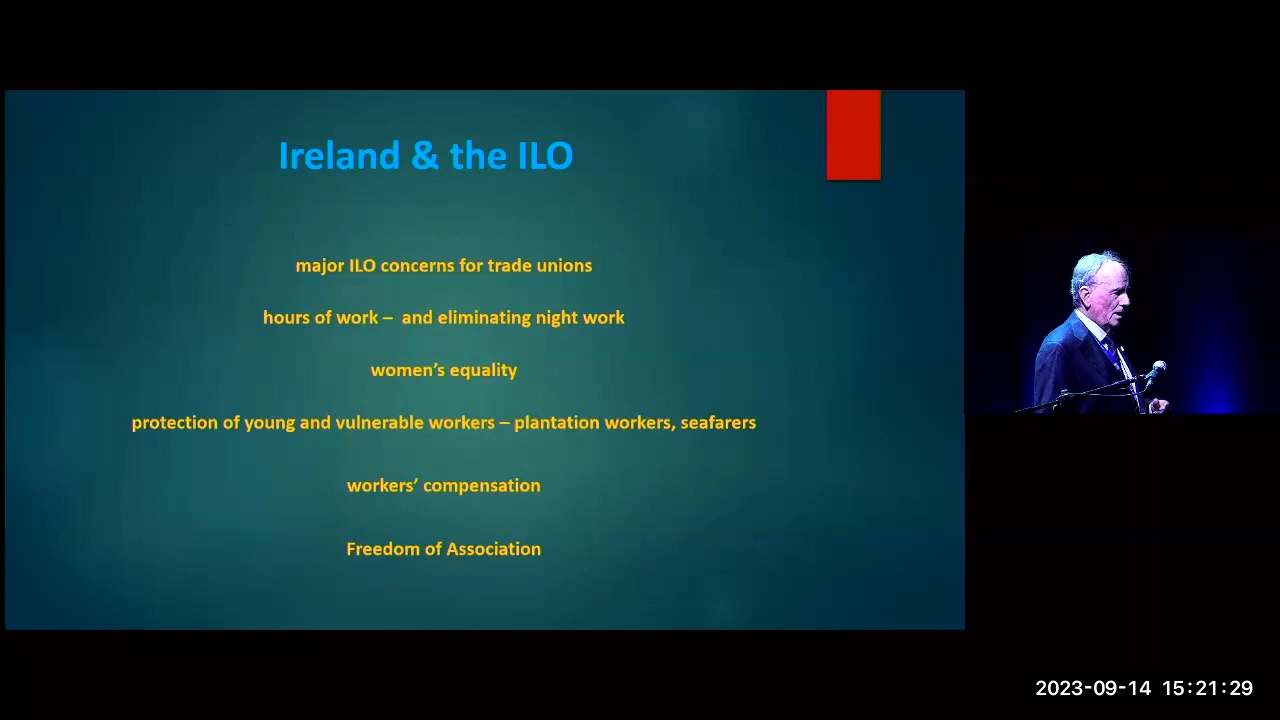 Ireland & the ILO
major ILO concerns for trade unions
hours of work –  and eliminating night work
women’s equality
protection of young and vulnerable workers – plantation workers, seafarers
workers’ compensation
Freedom of Association
2023-09-14 15:21:29